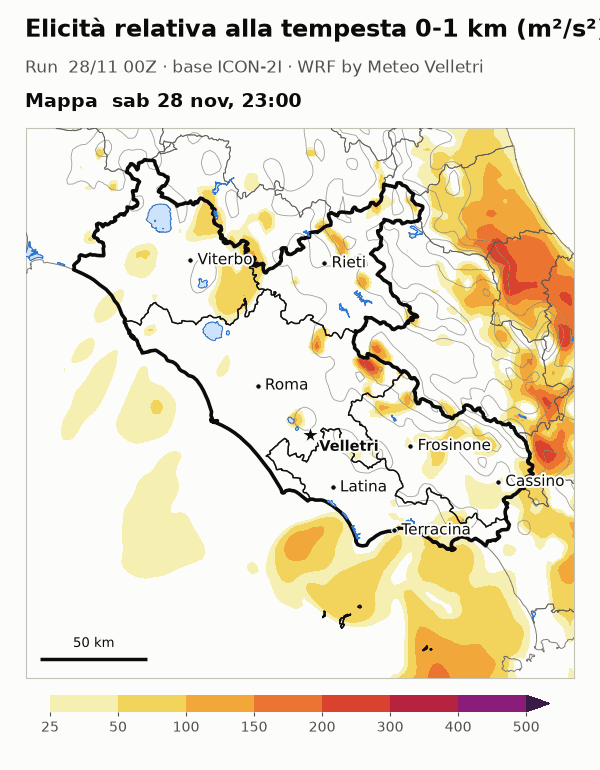 Elicità relativa alla tempesta 0-1 km (m²/s²)
Run  28/11 00Z · base ICON-2I · WRF by Meteo Velletri
Mappa  sab 28 nov, 23:00
Viterbo
Rieti
Roma
Velletri
Frosinone
Cassino
Latina
Terracina
50 km
25 50 100 150 200 300 400 500